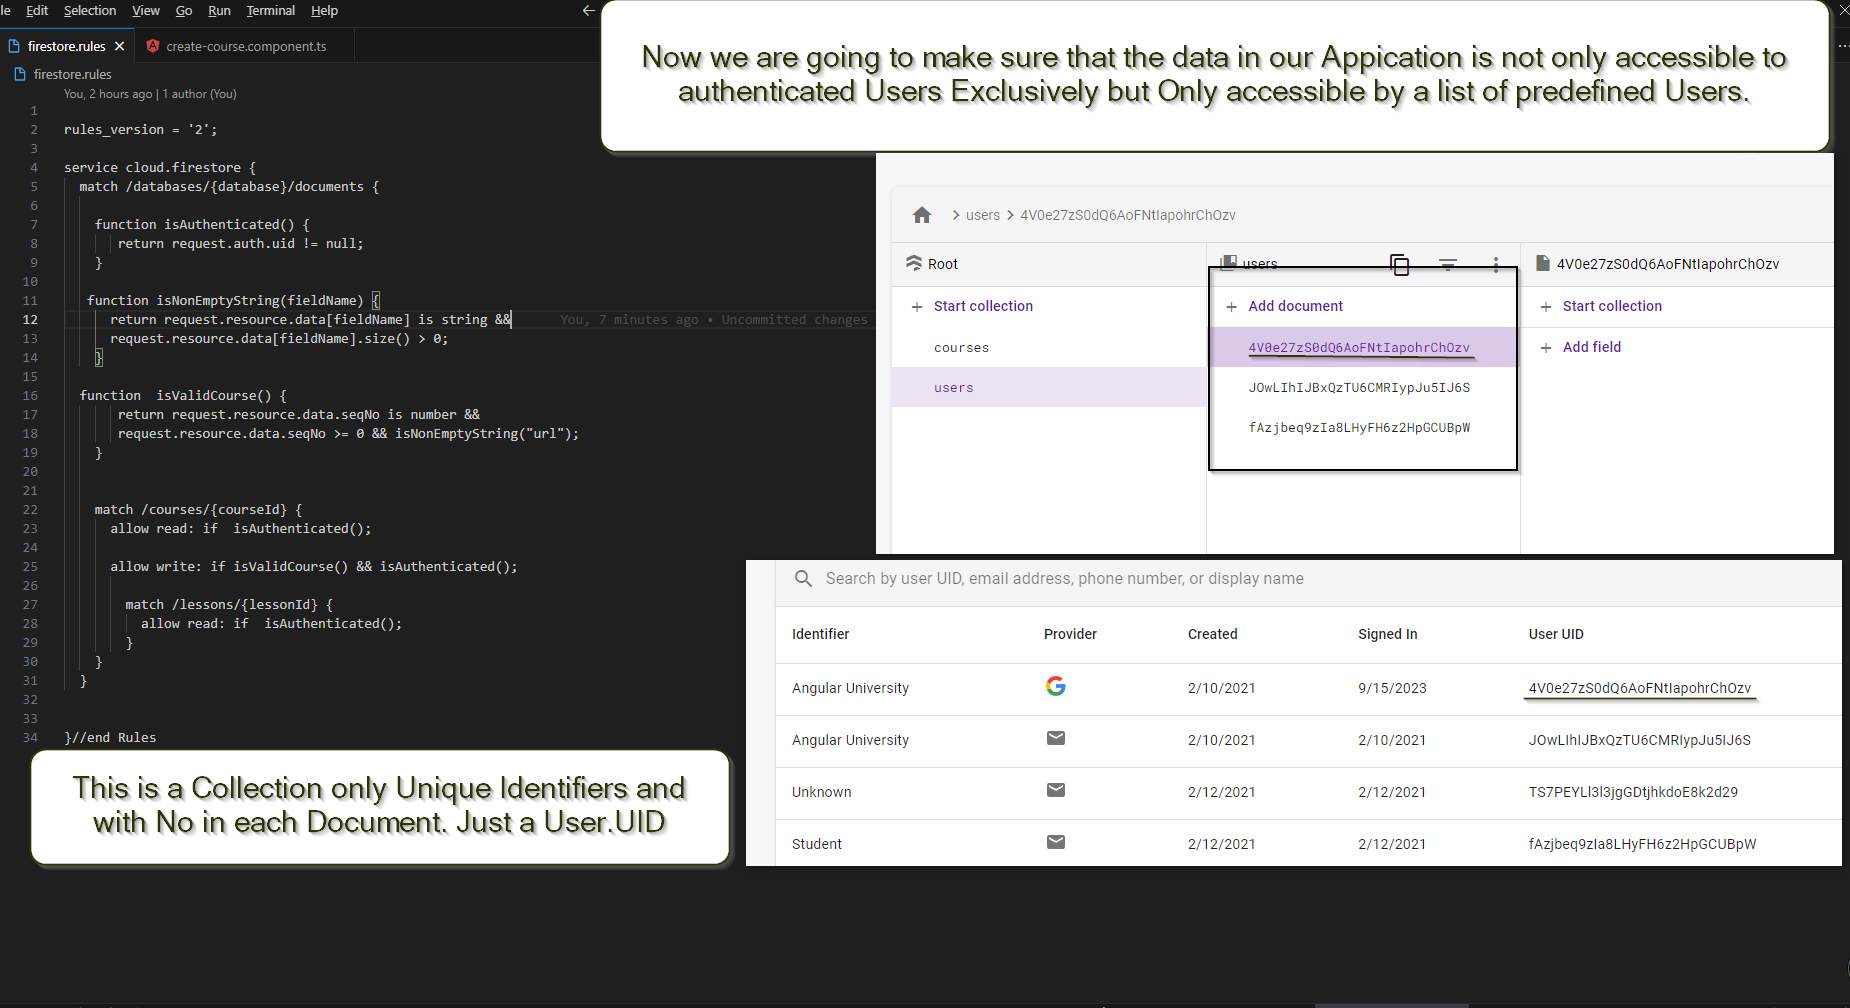 le Edit Selection View Go Run Terminal Help
firestore.rules
create-course.component.ts
firestore.rules
You, 2 hours ago | 1 author (You)
1
2 rules_version = '2';
3
4 service cloud.firestore {
5 match /databases/{database}/documents {
6
7 function isAuthenticated() {
8 return request.auth.uid != null;
9 }
10
11 function isNonEmptyString(fieldName) {
12 return request.resource.data[fieldName] is string && You, 7 minutes ago • Uncommitted changes
13 request.resource.data[fieldName].size() > 0;
14 }
15
16 function  isValidCourse() {
17 return request.resource.data.seqNo is number &&
18 request.resource.data.seqNo >= 0 && isNonEmptyString("url");
19 }
20
21
22 match /courses/{courseId} {
23 allow read: if  isAuthenticated();
24
25 allow write: if isValidCourse() && isAuthenticated();
26
27 match /lessons/{lessonId} {
28 allow read: if  isAuthenticated();
29 }
30 }
31 }
32
33
34 }//end Rules
Now we are going to make sure that the data in our Appication is not only accessible to
authenticated Users Exclusively but Only accessible by a list of predefined Users.
users > 4V0e27zS0dQ6AoFNtIapohrChOzv
Root
Start collection
courses
users
users
Add document
4V0e27zS0dQ6AoFNtIapohrChOzv
JOwLIhIJBxQzTU6CMRIypJu5IJ6S
fAzjbeq9zIa8LHyFH6z2HpGCUBpW
4V0e27zS0dQ6AoFNtIapohrChOzv
Start collection
Add field
Search by user UID, email address, phone number, or display name
Identifier Provider Created Signed In User UID
Angular University 2/10/2021 9/15/2023 4V0e27zS0dQ6AoFNtIapohrChOzv
Angular University 2/10/2021 2/10/2021 JOwLIhIJBxQzTU6CMRIypJu5IJ6S
Unknown 2/12/2021 2/12/2021 TS7PEYLl3l3jgGDtjhkdoE8k2d29
Student 2/12/2021 2/12/2021 fAzjbeq9zIa8LHyFH6z2HpGCUBpW
This is a Collection only Unique Identifiers and
with No in each Document. Just a User.UID